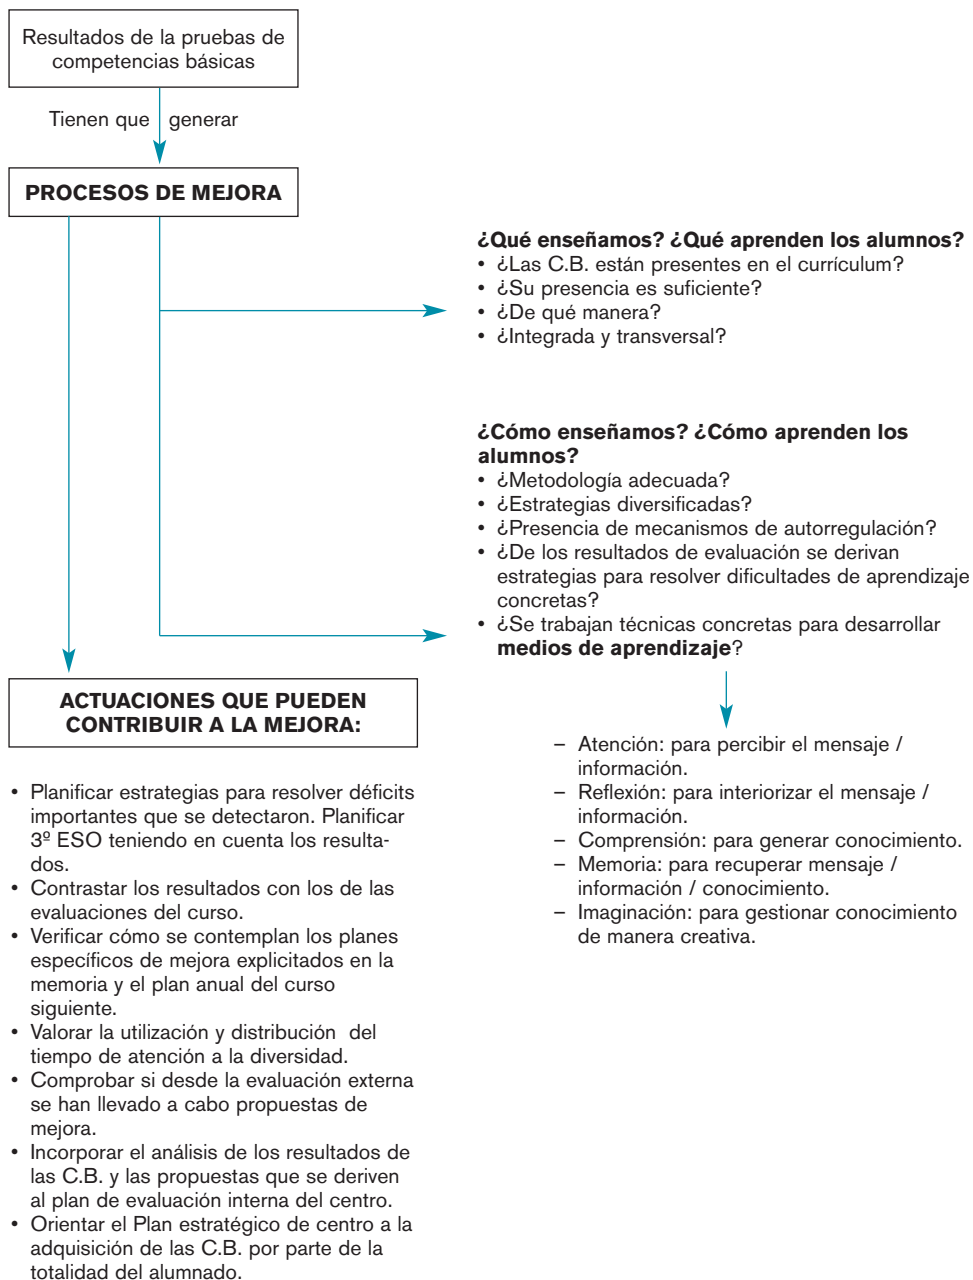 Resultados de la pruebas de
competencias básicas
Tienen que generar
PROCESOS DE MEJORA
¿Qué enseñamos? ¿Qué aprenden los alumnos?
• ¿Las C.B. están presentes en el currículum?
• ¿Su presencia es suficiente?
• ¿De qué manera?
• ¿Integrada y transversal?
¿Cómo enseñamos? ¿Cómo aprenden los
alumnos?
• ¿Metodología adecuada?
• ¿Estrategias diversificadas?
• ¿Presencia de mecanismos de autorregulación?
• ¿De los resultados de evaluación se derivan
estrategias para resolver dificultades de aprendizaje
concretas?
• ¿Se trabajan técnicas concretas para desarrollar
medios de aprendizaje?
– Atención: para percibir el mensaje /
información.
– Reflexión: para interiorizar el mensaje /
información.
– Comprensión: para generar conocimiento.
– Memoria: para recuperar mensaje /
información / conocimiento.
– Imaginación: para gestionar conocimiento
de manera creativa.
ACTUACIONES QUE PUEDEN
CONTRIBUIR A LA MEJORA:
• Planificar estrategias para resolver déficits
importantes que se detectaron. Planificar
3º ESO teniendo en cuenta los resulta-
dos.
• Contrastar los resultados con los de las
evaluaciones del curso.
• Verificar cómo se contemplan los planes
específicos de mejora explicitados en la
memoria y el plan anual del curso
siguiente.
• Valorar la utilización y distribución del
tiempo de atención a la diversidad.
• Comprobar si desde la evaluación externa
se han llevado a cabo propuestas de
mejora.
• Incorporar el análisis de los resultados de
las C.B. y las propuestas que se deriven
al plan de evaluación interna del centro.
• Orientar el Plan estratégico de centro a la
adquisición de las C.B. por parte de la
totalidad del alumnado.